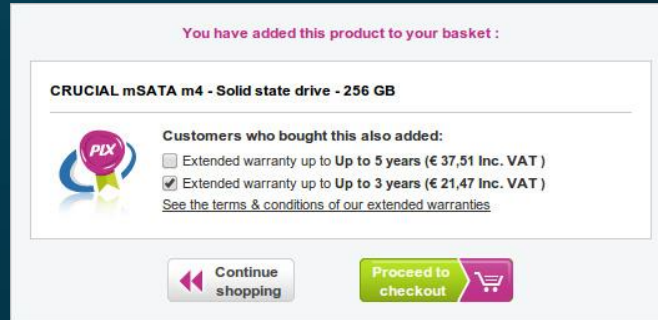 You have added this product to your basket :
CRUCIAL mSATA m4 - Solid state drive - 256 GB
Customers who bought this also added:
PIX
Extended warranty up to Up to 5 years (€ 37,51 Inc. VAT )
Extended warranty up to Up to 3 years (€ 21,47 Inc. VAT )
See the terms & conditions of our extended warranties
Continue
shopping
Proceed to
checkout